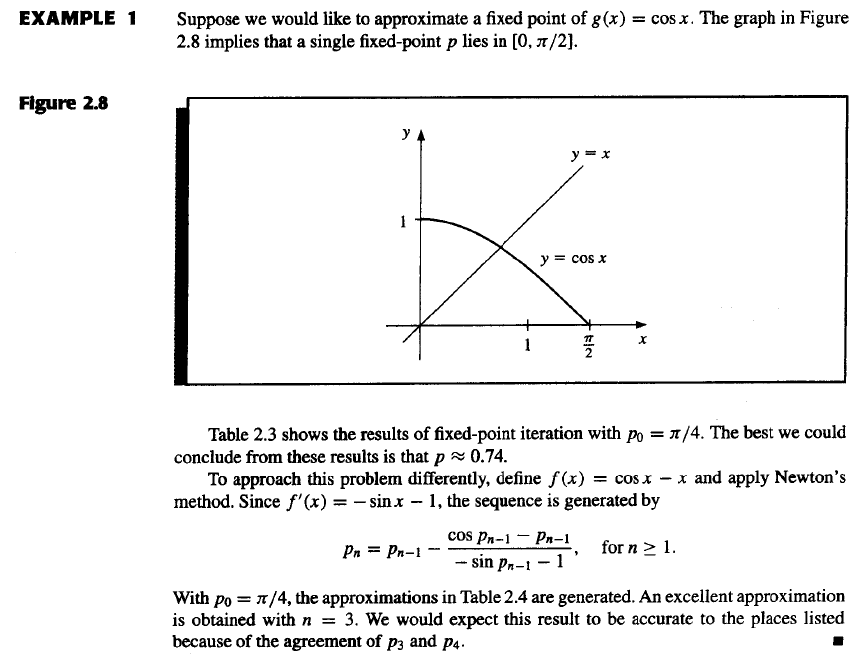 EXAMPLE 1 Suppose we would like to approximate a fixed point of g(x) = cos x. The graph in Figure
2.8 implies that a single fixed-point p lies in [0, π/2].
Figure 2.8
y
y = x
1
y = cos x
1
π/2
x
Table 2.3 shows the results of fixed-point iteration with p₀ = π/4. The best we could
conclude from these results is that p ≈ 0.74.
To approach this problem differently, define f(x) = cos x − x and apply Newton's
method. Since f′(x) = − sin x − 1, the sequence is generated by
pₙ = pₙ₋₁ − (cos pₙ₋₁ − pₙ₋₁)/(− sin pₙ₋₁ − 1), for n ≥ 1.
With p₀ = π/4, the approximations in Table 2.4 are generated. An excellent approximation
is obtained with n = 3. We would expect this result to be accurate to the places listed
because of the agreement of p₃ and p₄. ■